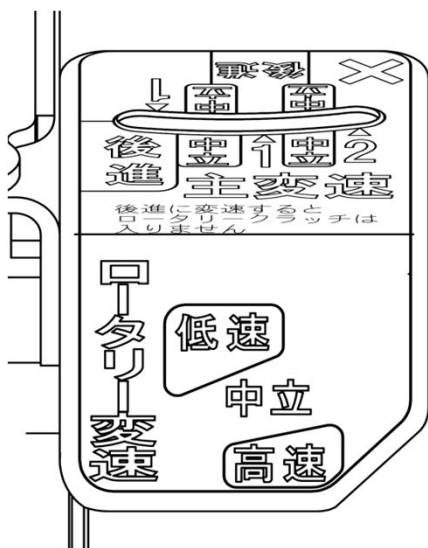 後進
1
中立 中立
後進 中立 1 中立 2
主変速
後進に変速すると
ロータリークラッチは
入りません
ロータリー変速
低速
中立
高速